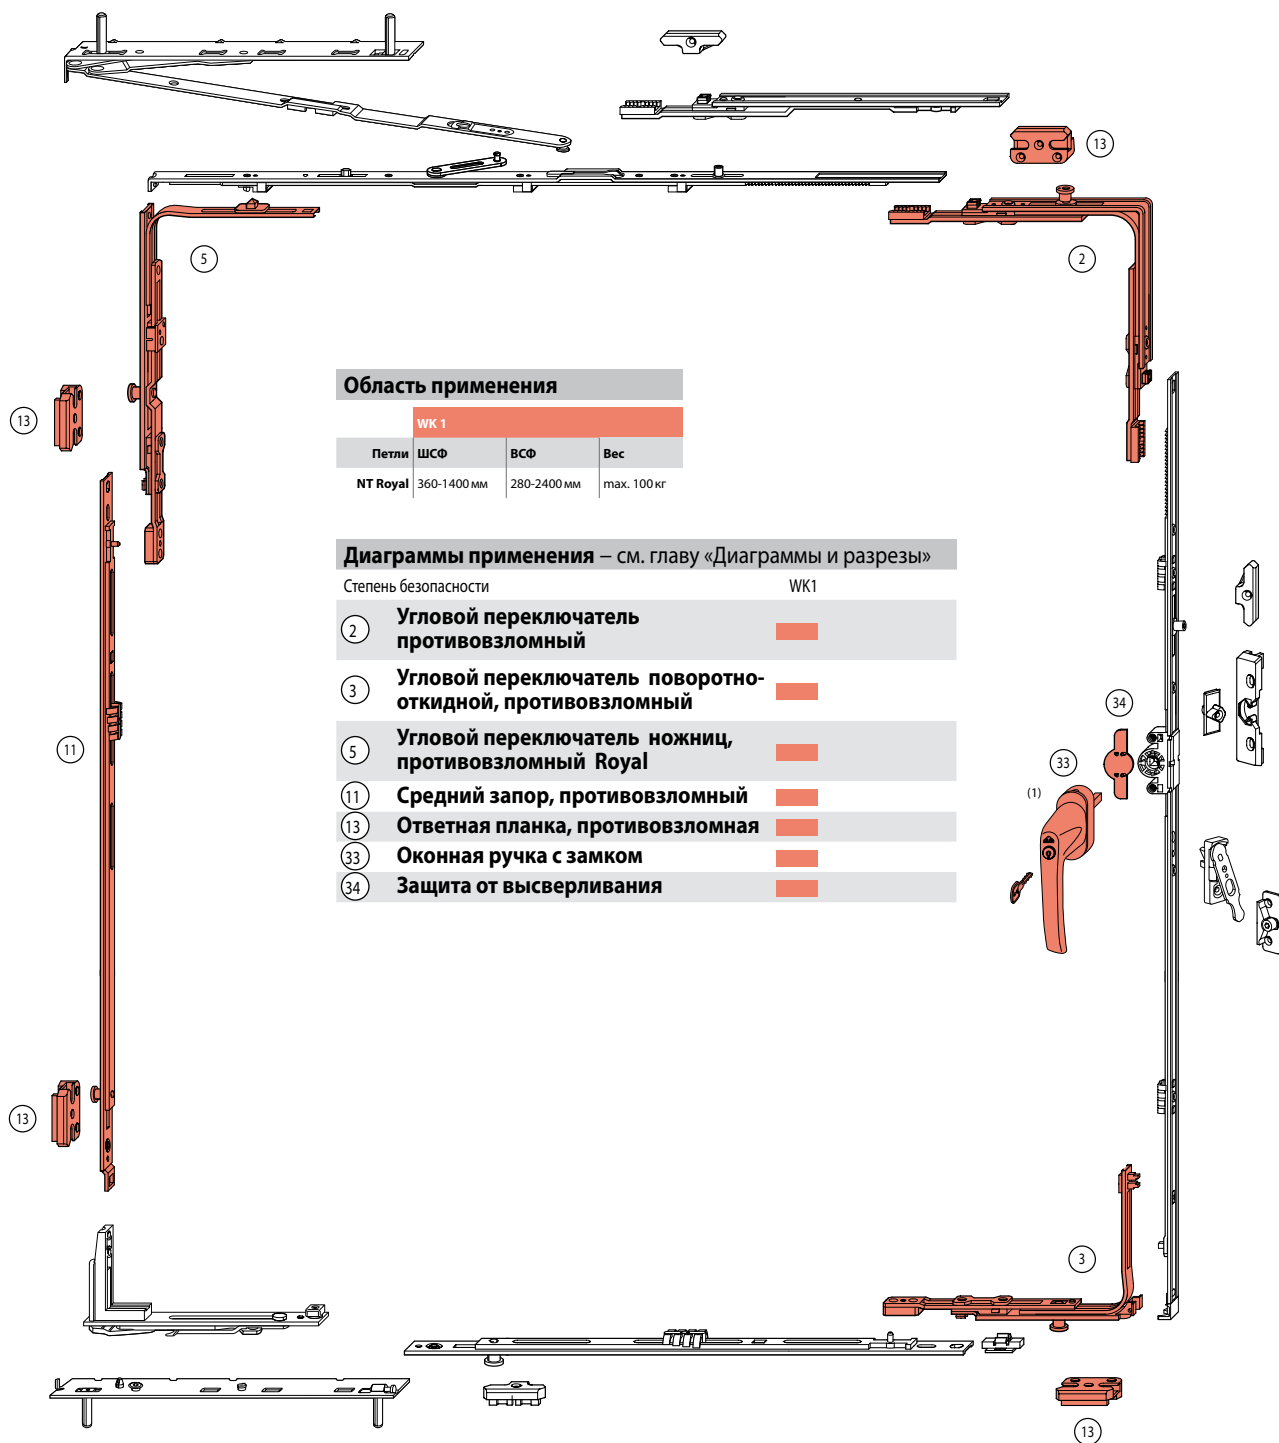 13
5
2
13
Область применения
WK 1
Петли ШСФ ВСФ Вес
NT Royal 360-1400 мм 280-2400 мм max. 100 кг
Диаграммы применения – см. главу «Диаграммы и разрезы»
Степень безопасности WK1
2 Угловой переключатель
противовзломный
3 Угловой переключатель поворотно-
откидной, противовзломный
5 Угловой переключатель ножниц,
противовзломный Royal
11 Средний запор, противовзломный
13 Ответная планка, противовзломная
33 Оконная ручка с замком
34 Защита от высверливания
34
11
33
(1)
13
3
13